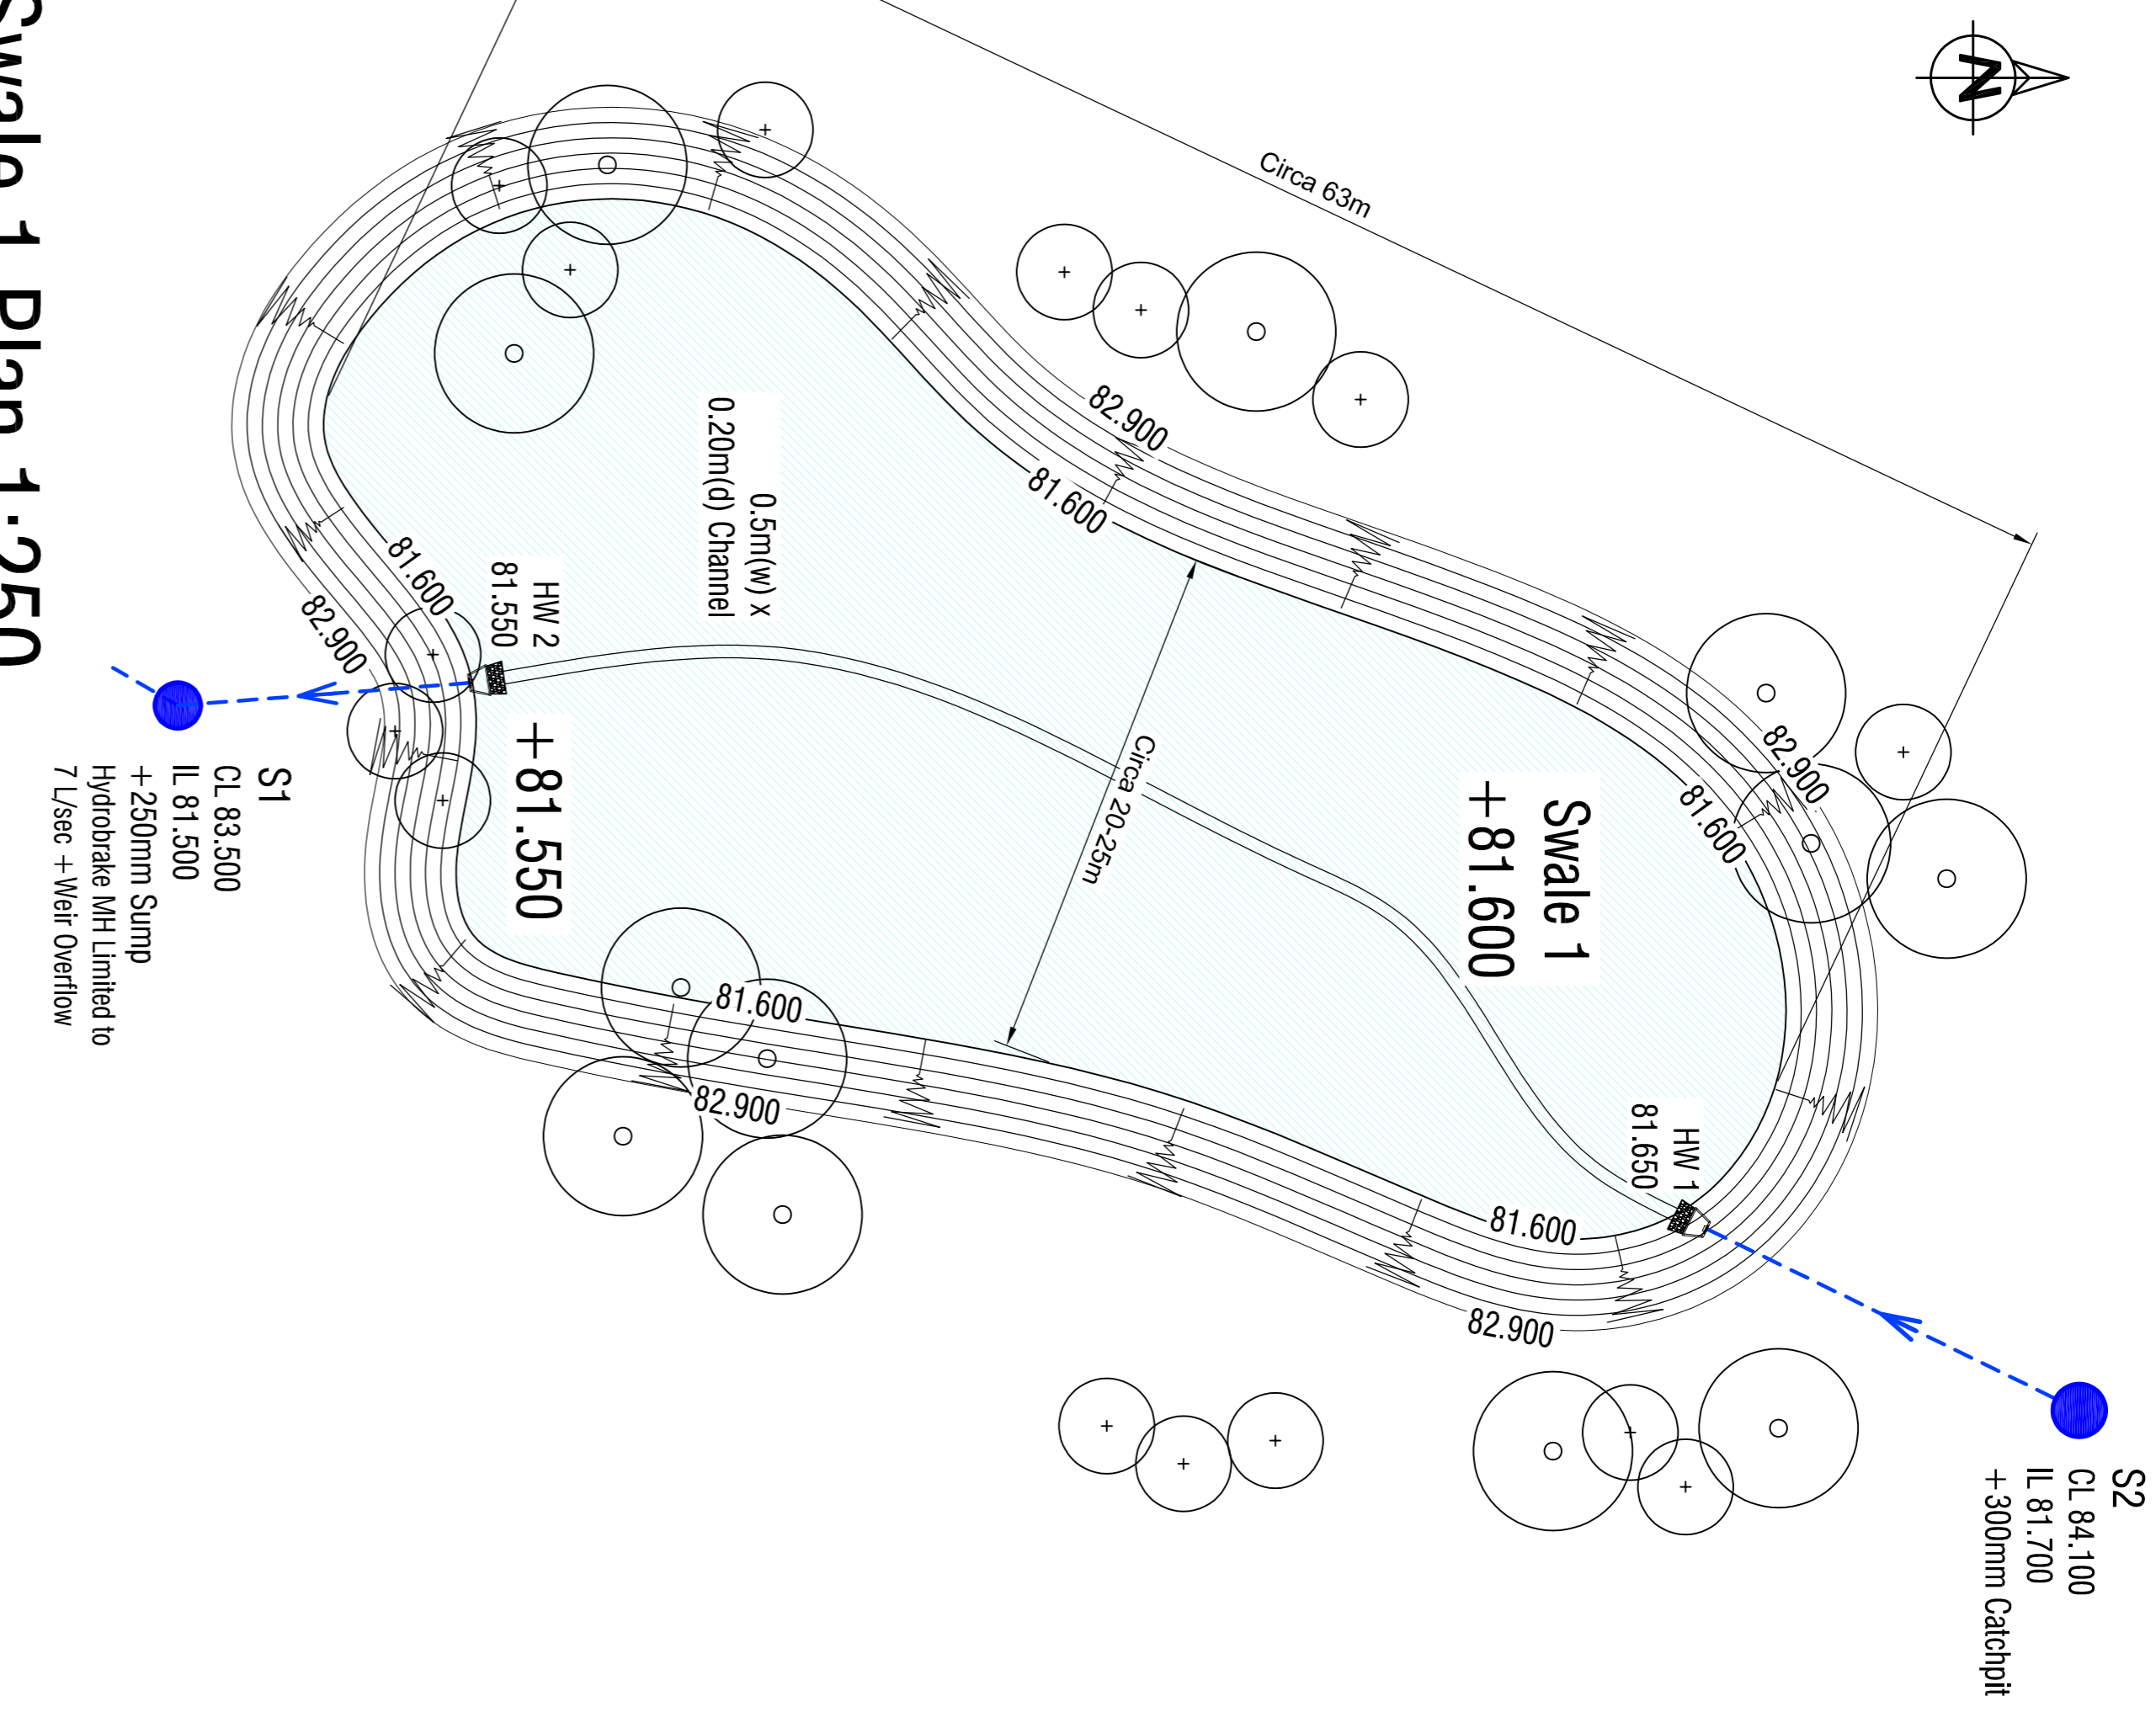 N
Circa 63m
82.900
81.600
0.5m(w) x
0.20m(d) Channel
HW 2
81.550
81.600
82.900
+81.550
Circa 20-25m
Swale 1
+81.600
82.900
81.600
S1
CL 83.500
IL 81.500
+250mm Sump
Hydrobrake MH Limited to
7 L/sec +Weir Overflow
81.600
82.900
HW 1
81.650
81.600
82.900
S2
CL 84.100
IL 81.700
+300mm Catchpit
Swale 1 Plan 1:250